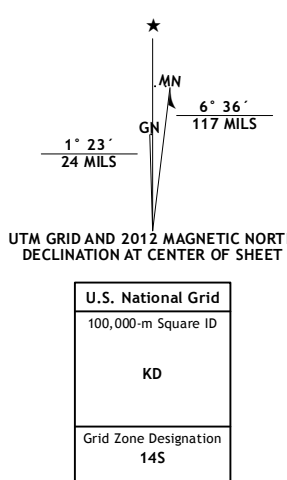 ★
MN
GN
6° 36´
117 MILS
1° 23´
24 MILS
UTM GRID AND 2012 MAGNETIC NORT
DECLINATION AT CENTER OF SHEET
U.S. National Grid
100,000-m Square ID
KD
Grid Zone Designation
14S